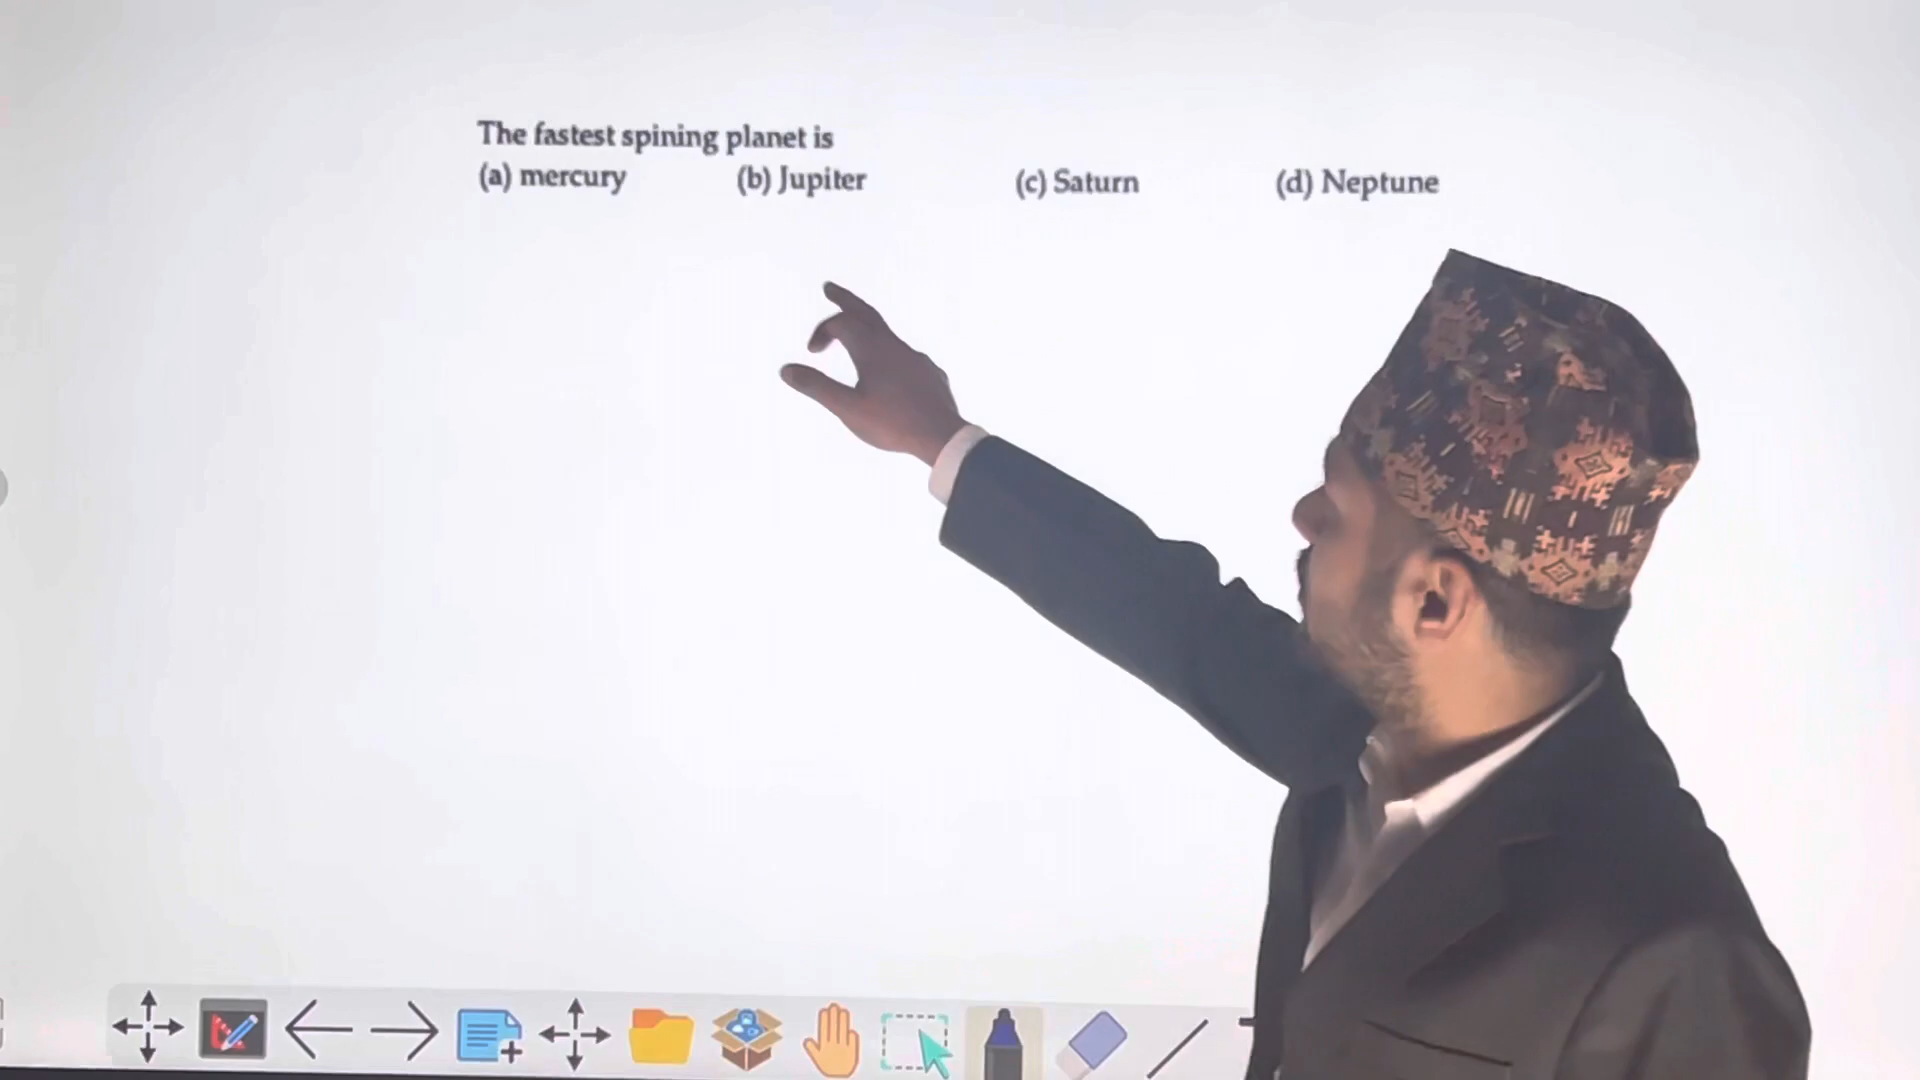 The fastest spining planet is
(a) mercury (b) Jupiter (c) Saturn (d) Neptune